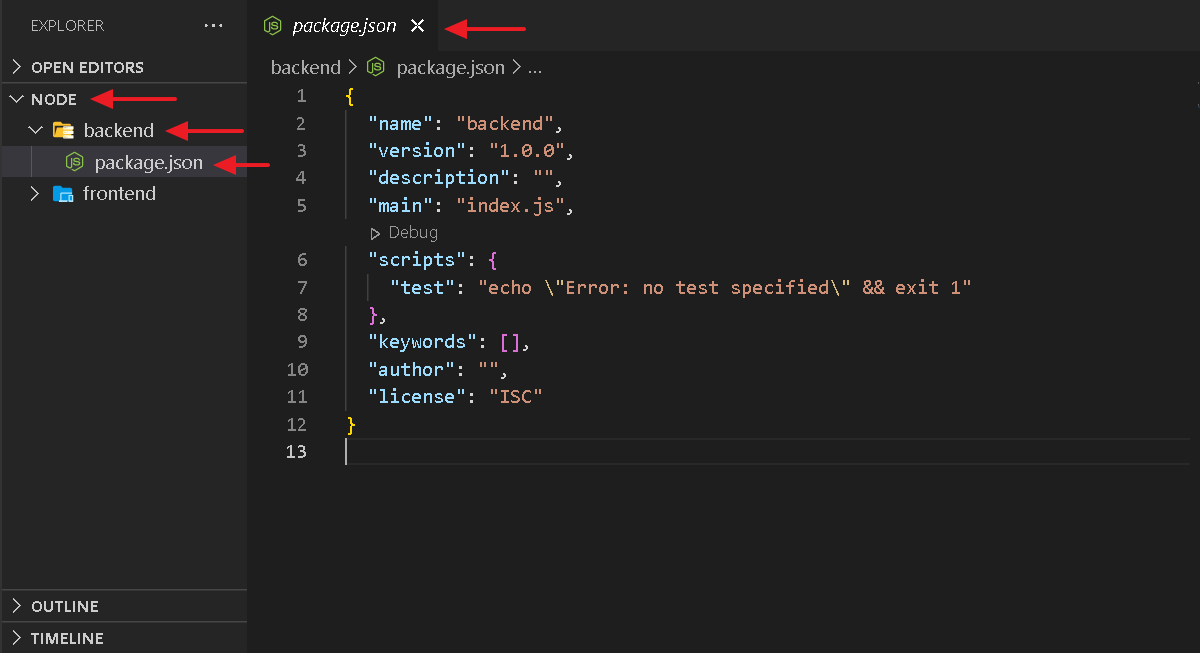 EXPLORER ...
OPEN EDITORS
NODE
backend
package.json
frontend
OUTLINE
TIMELINE
package.json
backend > package.json > ...
1 {
2 "name": "backend",
3 "version": "1.0.0",
4 "description": "",
5 "main": "index.js",
Debug
6 "scripts": {
7 "test": "echo \"Error: no test specified\" && exit 1"
8 },
9 "keywords": [],
10 "author": "",
11 "license": "ISC"
12 }
13